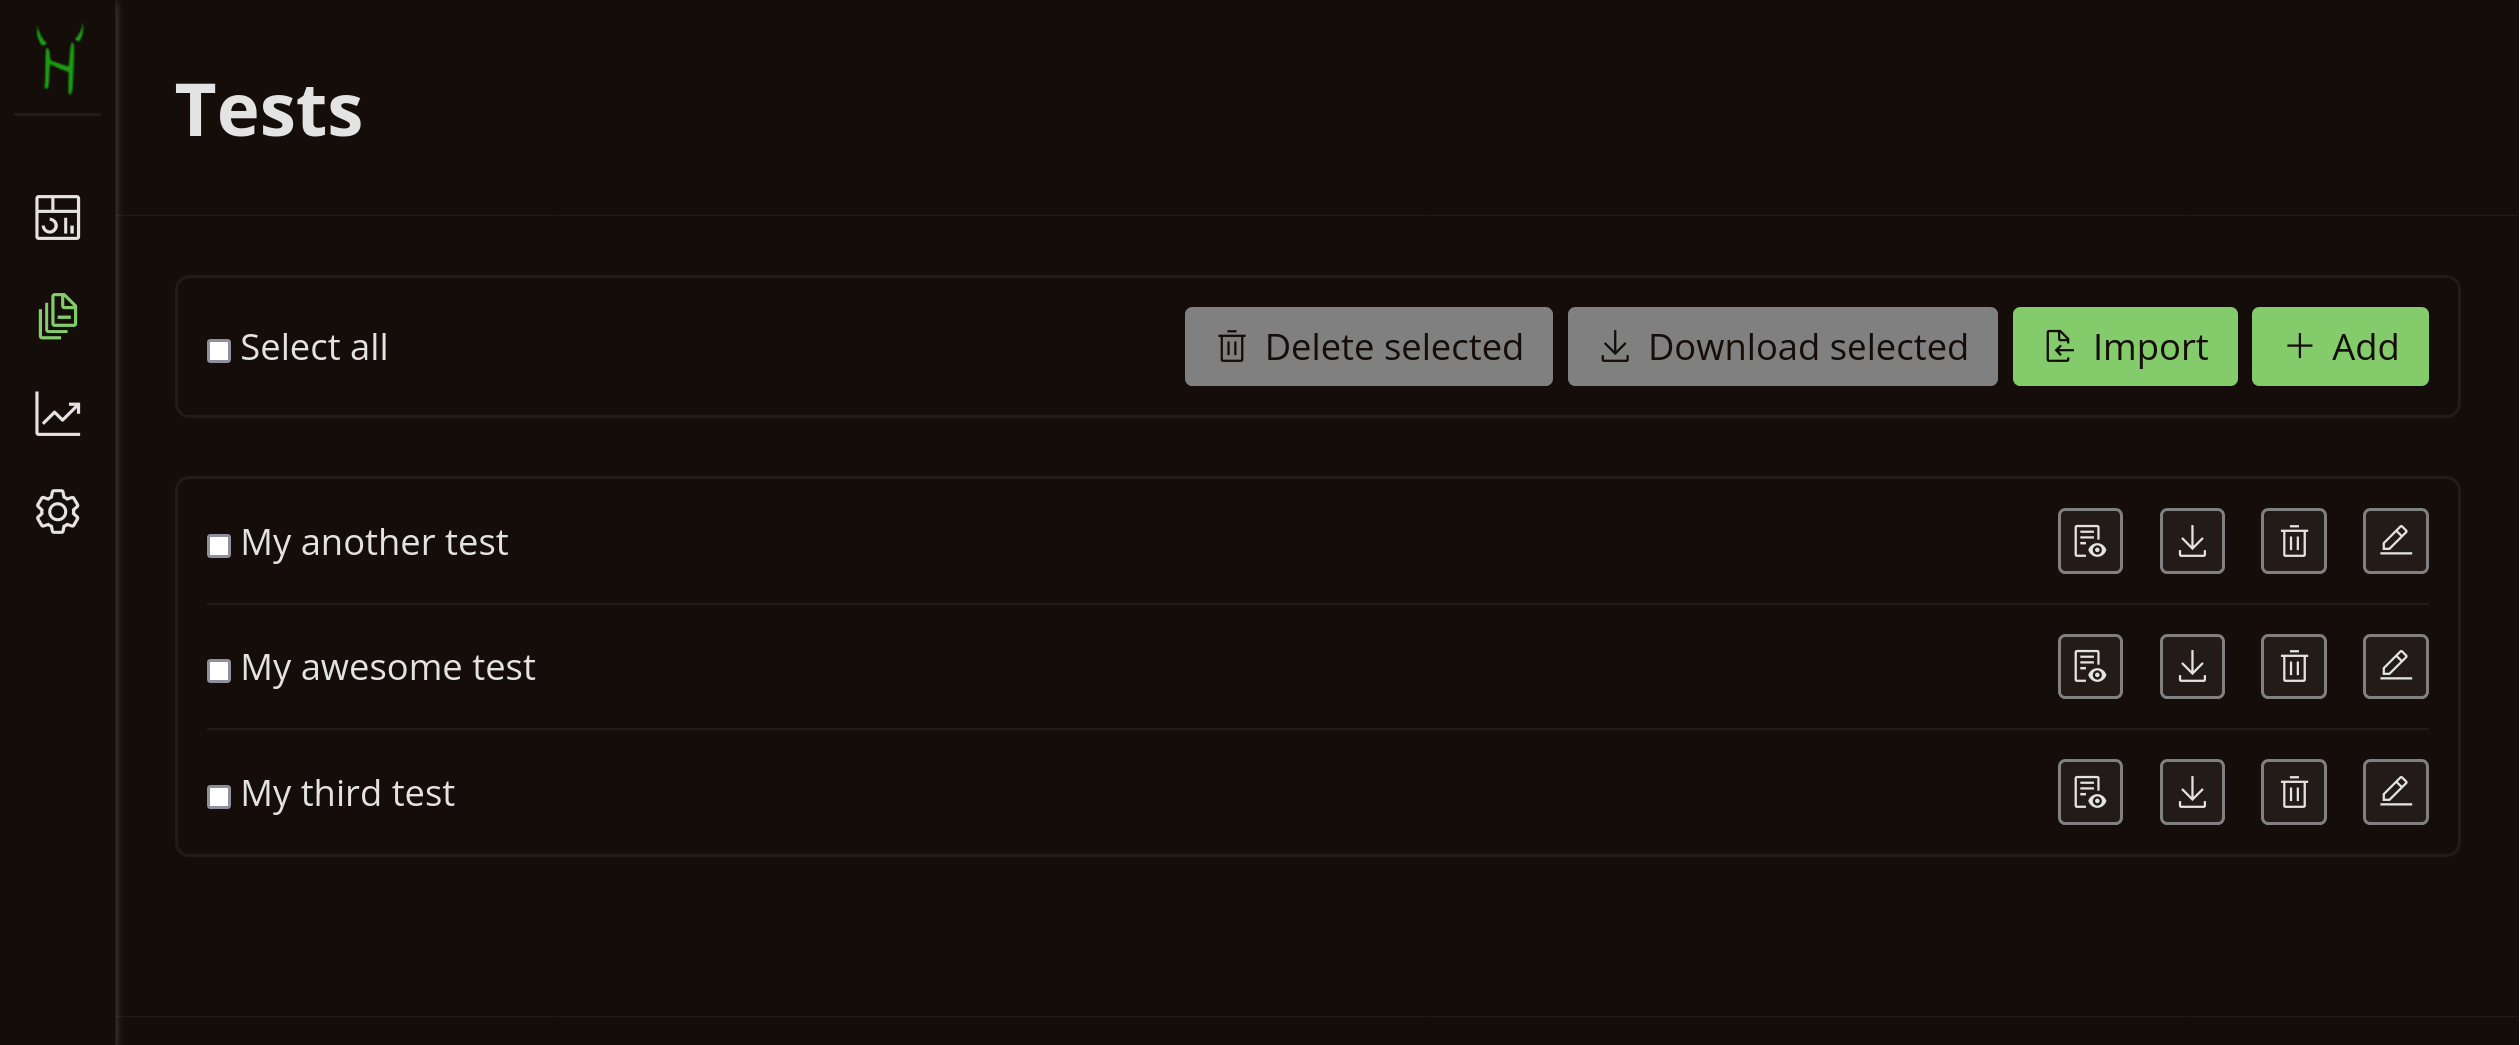 Tests
Select all
Delete selected
Download selected
Import
Add
My another test
My awesome test
My third test